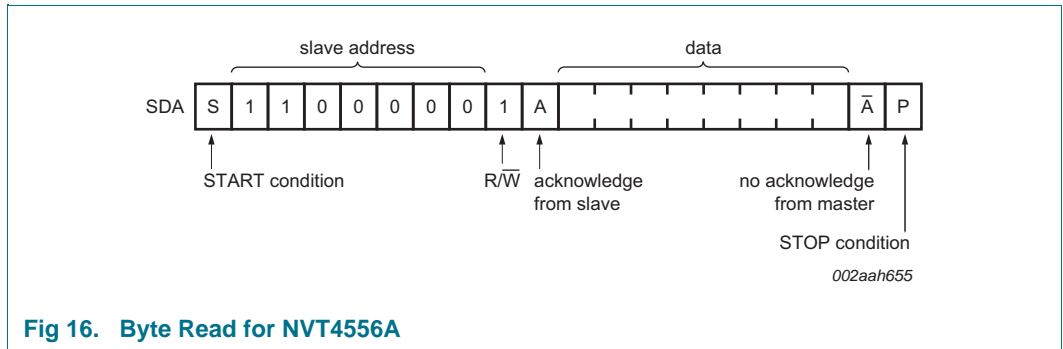 slave address data
SDA S 1 1 0 0 0 0 0 1 A A̅ P
START condition R/W̅ acknowledge from slave no acknowledge from master
STOP condition
002aah655
Fig 16. Byte Read for NVT4556A